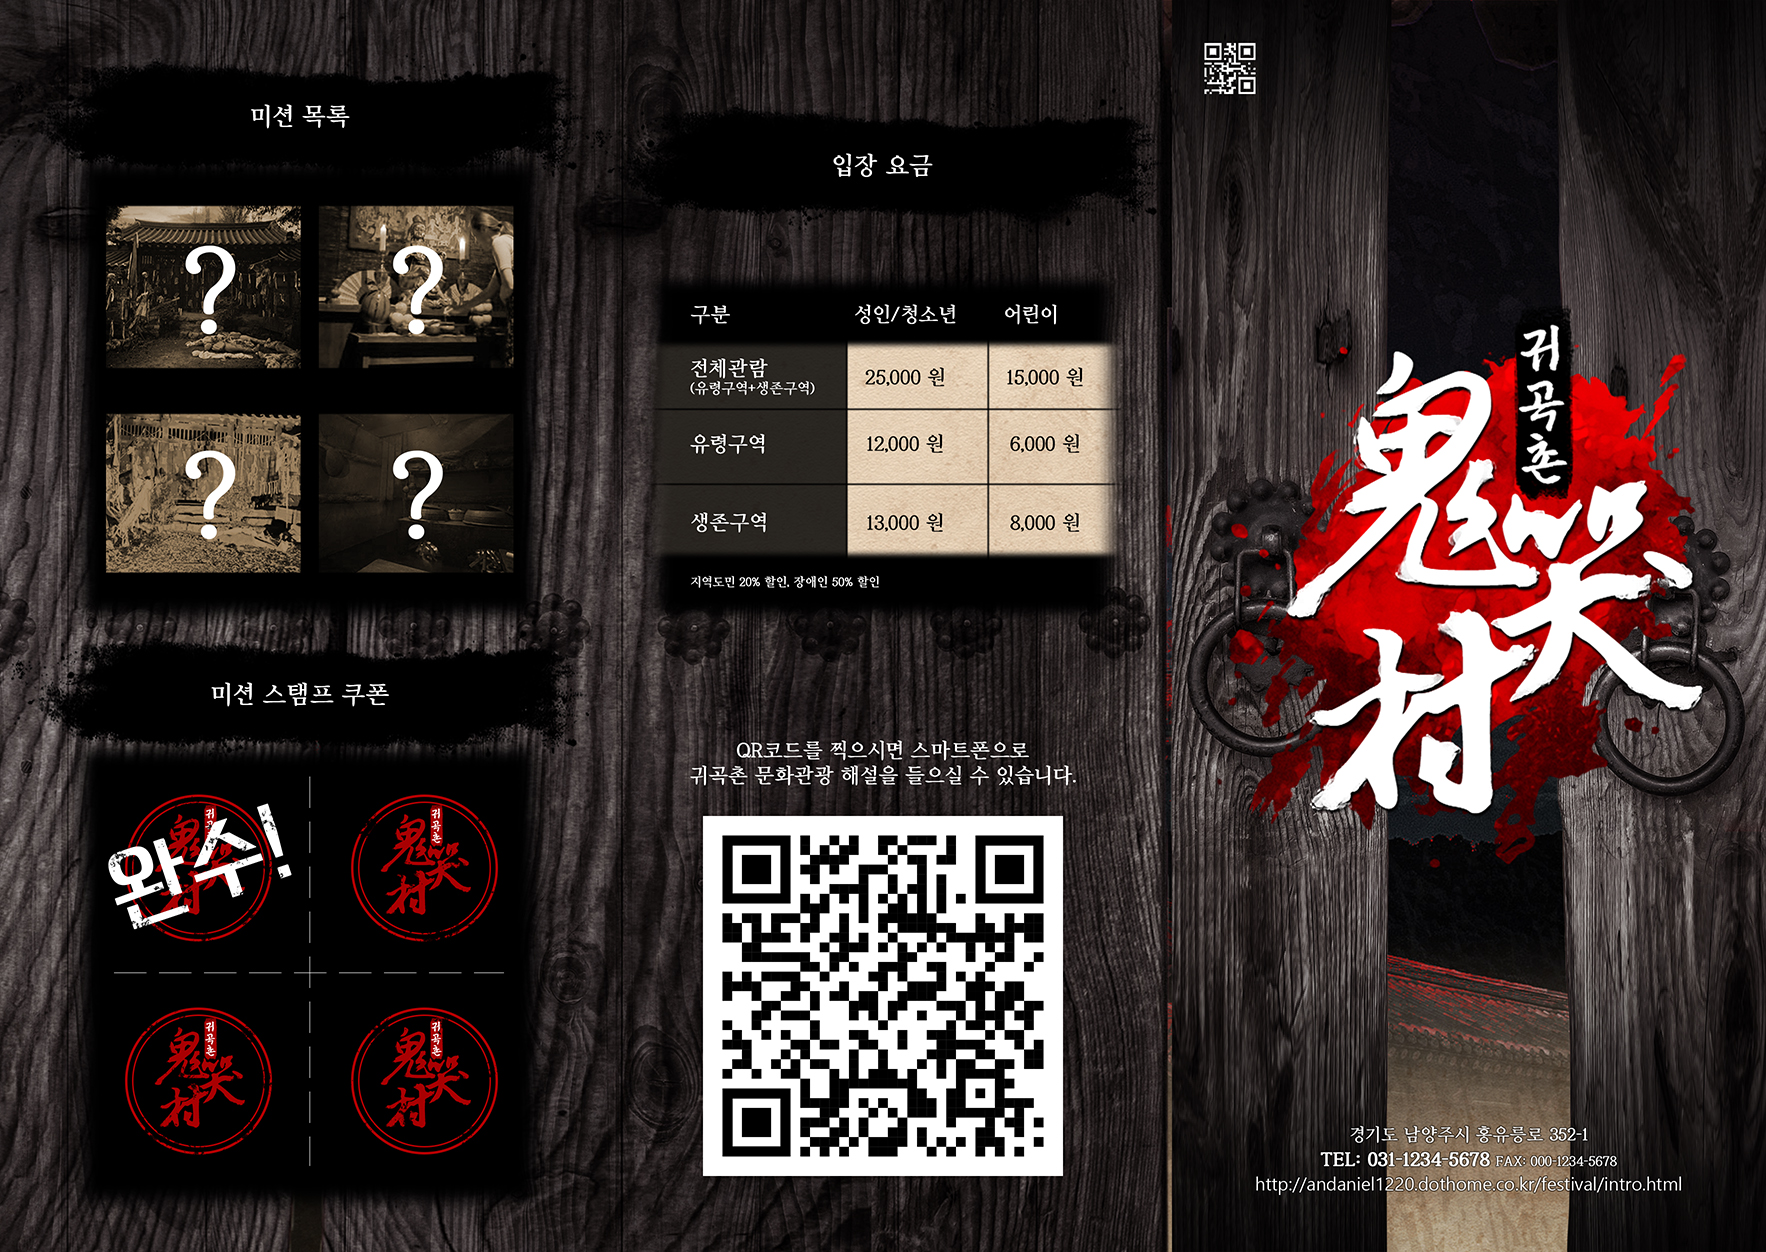 미션 목록
?
?
?
?
미션 스탬프 쿠폰
귀곡촌
鬼哭村
완수!
귀곡촌
鬼哭村
귀곡촌
鬼哭村
귀곡촌
鬼哭村
입장 요금
구분 성인/청소년 어린이
전체관람 25,000 원 15,000 원
(유령구역+생존구역)
유령구역 12,000 원 6,000 원
생존구역 13,000 원 8,000 원
지역도민 20% 할인, 장애인 50% 할인
QR코드를 찍으시면 스마트폰으로
귀곡촌 문화관광 해설을 들으실 수 있습니다.
귀곡촌
鬼哭村
경기도 남양주시 홍유릉로 352-1
TEL: 031-1234-5678 FAX: 000-1234-5678
http://andaniel1220.dothome.co.kr/festival/intro.html